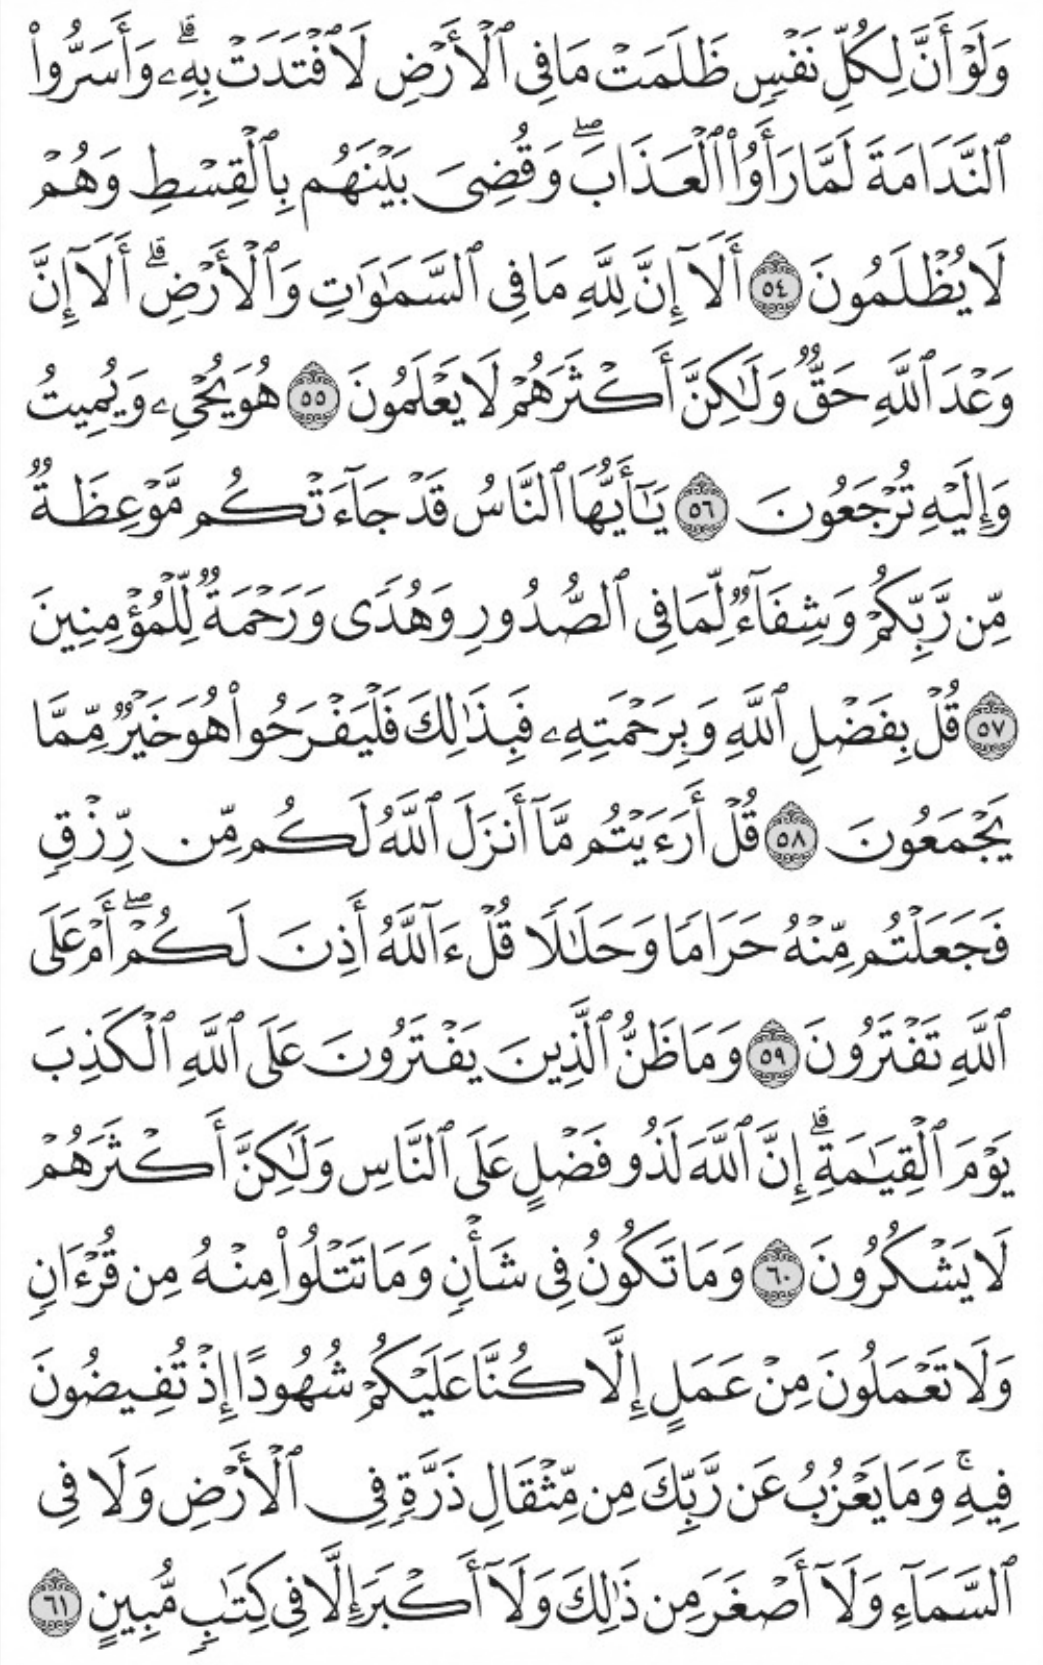 وَلَوْ أَنَّ لِكُلِّ نَفْسٍ ظَلَمَتْ مَا فِي ٱلْأَرْضِ لَٱفْتَدَتْ بِهِۦۗ وَأَسَرُّوا۟
ٱلنَّدَامَةَ لَمَّا رَأَوُا۟ ٱلْعَذَابَۖ وَقُضِيَ بَيْنَهُم بِٱلْقِسْطِ وَهُمْ
لَا يُظْلَمُونَ ٥٤ أَلَآ إِنَّ لِلَّهِ مَا فِي ٱلسَّمَٰوَٰتِ وَٱلْأَرْضِۗ أَلَآ إِنَّ
وَعْدَ ٱللَّهِ حَقٌّ وَلَٰكِنَّ أَكْثَرَهُمْ لَا يَعْلَمُونَ ٥٥ هُوَ يُحْيِۦ وَيُمِيتُ
وَإِلَيْهِ تُرْجَعُونَ ٥٦ يَٰٓأَيُّهَا ٱلنَّاسُ قَدْ جَآءَتْكُم مَّوْعِظَةٌ
مِّن رَّبِّكُمْ وَشِفَآءٌ لِّمَا فِي ٱلصُّدُورِ وَهُدًى وَرَحْمَةٌ لِّلْمُؤْمِنِينَ
٥٧ قُلْ بِفَضْلِ ٱللَّهِ وَبِرَحْمَتِهِۦ فَبِذَٰلِكَ فَلْيَفْرَحُوا۟ هُوَ خَيْرٌ مِّمَّا
يَجْمَعُونَ ٥٨ قُلْ أَرَءَيْتُم مَّآ أَنزَلَ ٱللَّهُ لَكُم مِّن رِّزْقٍ
فَجَعَلْتُم مِّنْهُ حَرَامًا وَحَلَٰلًا قُلْ ءَآللَّهُ أَذِنَ لَكُمْۖ أَمْ عَلَى
ٱللَّهِ تَفْتَرُونَ ٥٩ وَمَا ظَنُّ ٱلَّذِينَ يَفْتَرُونَ عَلَى ٱللَّهِ ٱلْكَذِبَ
يَوْمَ ٱلْقِيَٰمَةِۗ إِنَّ ٱللَّهَ لَذُو فَضْلٍ عَلَى ٱلنَّاسِ وَلَٰكِنَّ أَكْثَرَهُمْ
لَا يَشْكُرُونَ ٦٠ وَمَا تَكُونُ فِي شَأْنٍ وَمَا تَتْلُوا۟ مِنْهُ مِن قُرْءَانٍ
وَلَا تَعْمَلُونَ مِنْ عَمَلٍ إِلَّا كُنَّا عَلَيْكُمْ شُهُودًا إِذْ تُفِيضُونَ
فِيهِۚ وَمَا يَعْزُبُ عَن رَّبِّكَ مِن مِّثْقَالِ ذَرَّةٍ فِي ٱلْأَرْضِ وَلَا فِي
ٱلسَّمَآءِ وَلَآ أَصْغَرَ مِن ذَٰلِكَ وَلَآ أَكْبَرَ إِلَّا فِي كِتَٰبٍ مُّبِينٍ ٦١